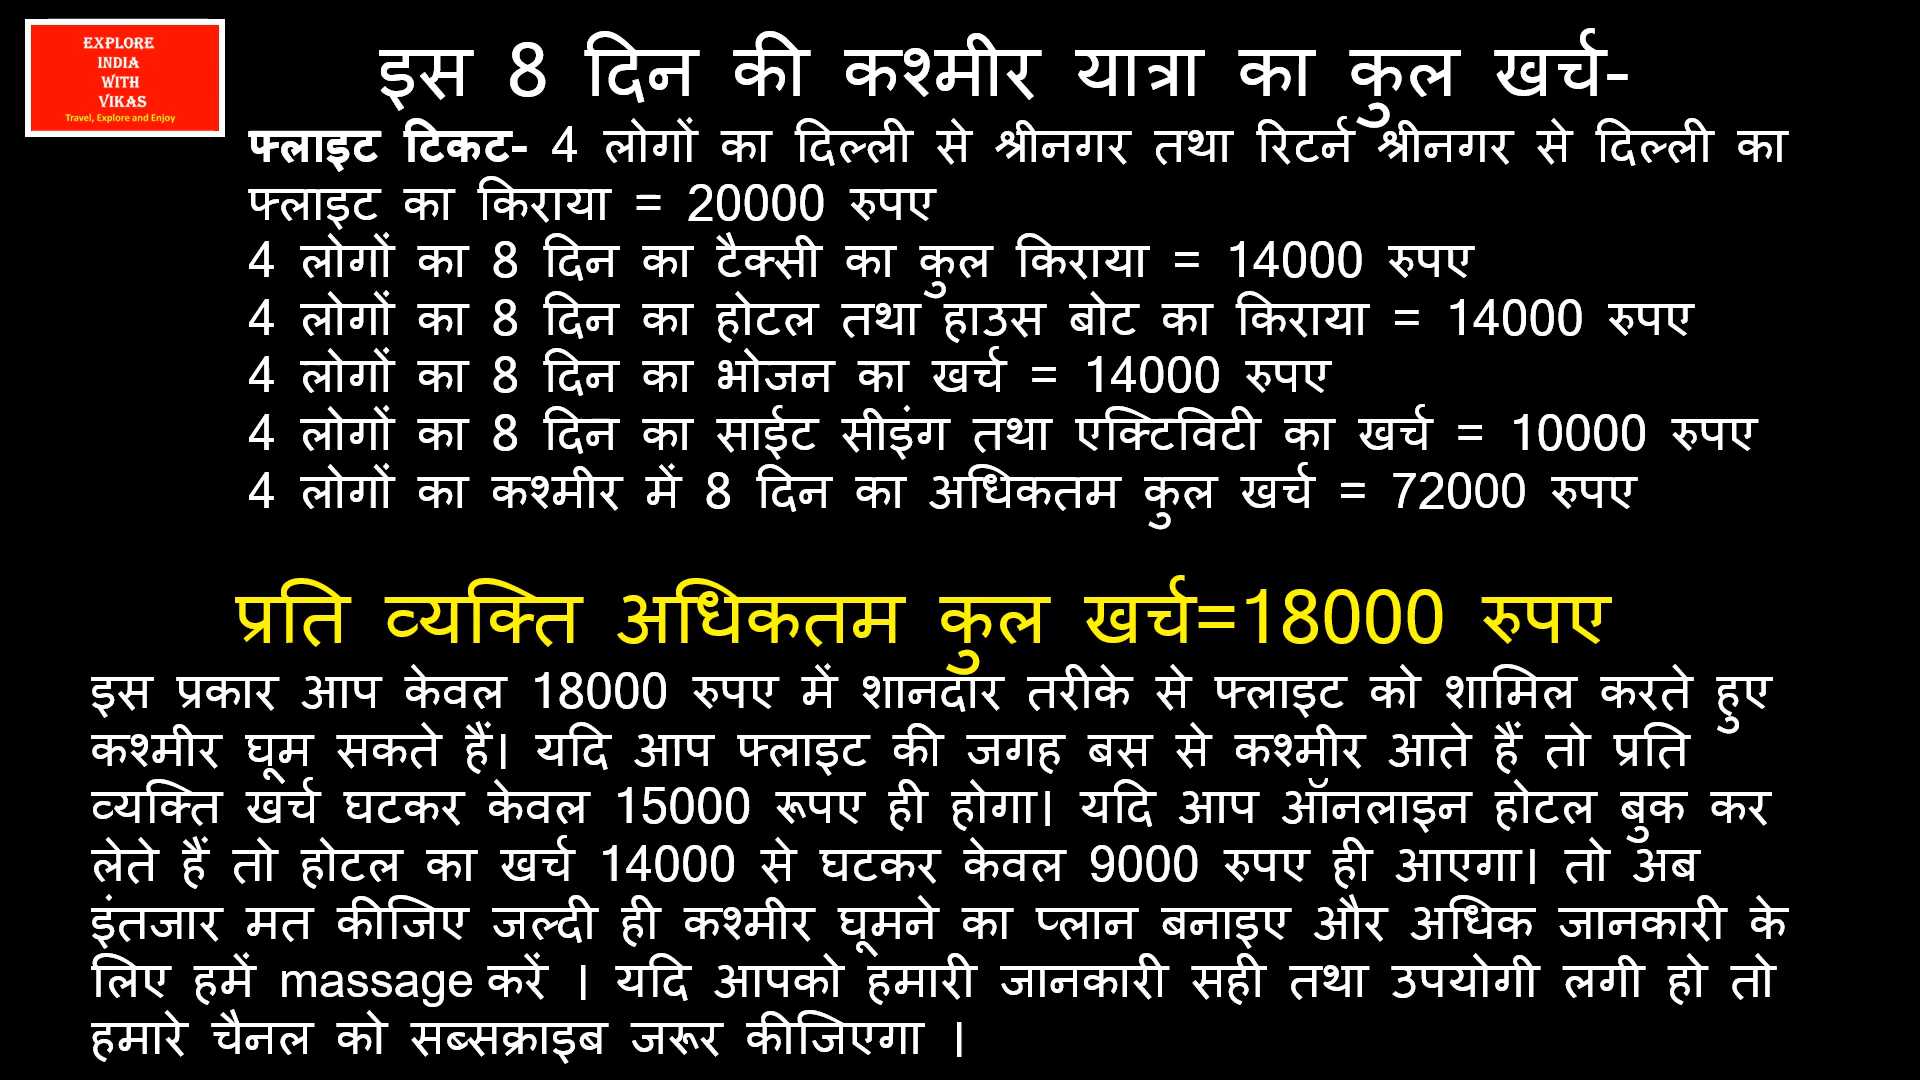 EXPLORE
INDIA
WITH
VIKAS
Travel, Explore and Enjoy
इस 8 दिन की कश्मीर यात्रा का कुल खर्च-
फ्लाइट टिकट- 4 लोगों का दिल्ली से श्रीनगर तथा रिटर्न श्रीनगर से दिल्ली का
फ्लाइट का किराया = 20000 रुपए
4 लोगों का 8 दिन का टैक्सी का कुल किराया = 14000 रुपए
4 लोगों का 8 दिन का होटल तथा हाउस बोट का किराया = 14000 रुपए
4 लोगों का 8 दिन का भोजन का खर्च = 14000 रुपए
4 लोगों का 8 दिन का साईट सीइंग तथा एक्टिविटी का खर्च = 10000 रुपए
4 लोगों का कश्मीर में 8 दिन का अधिकतम कुल खर्च = 72000 रुपए
प्रति व्यक्ति अधिकतम कुल खर्च=18000 रुपए
इस प्रकार आप केवल 18000 रुपए में शानदार तरीके से फ्लाइट को शामिल करते हुए
कश्मीर घूम सकते हैं। यदि आप फ्लाइट की जगह बस से कश्मीर आते हैं तो प्रति
व्यक्ति खर्च घटकर केवल 15000 रूपए ही होगा। यदि आप ऑनलाइन होटल बुक कर
लेते हैं तो होटल का खर्च 14000 से घटकर केवल 9000 रुपए ही आएगा। तो अब
इंतजार मत कीजिए जल्दी ही कश्मीर घूमने का प्लान बनाइए और अधिक जानकारी के
लिए हमें massage करें । यदि आपको हमारी जानकारी सही तथा उपयोगी लगी हो तो
हमारे चैनल को सब्सक्राइब जरूर कीजिएगा ।